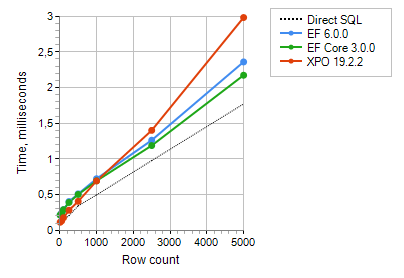 Direct SQL
EF 6.0.0
EF Core 3.0.0
XPO 19.2.2
Time, milliseconds
3
2,5
2
1,5
1
0,5
0
0 1000 2000 3000 4000 5000
Row count